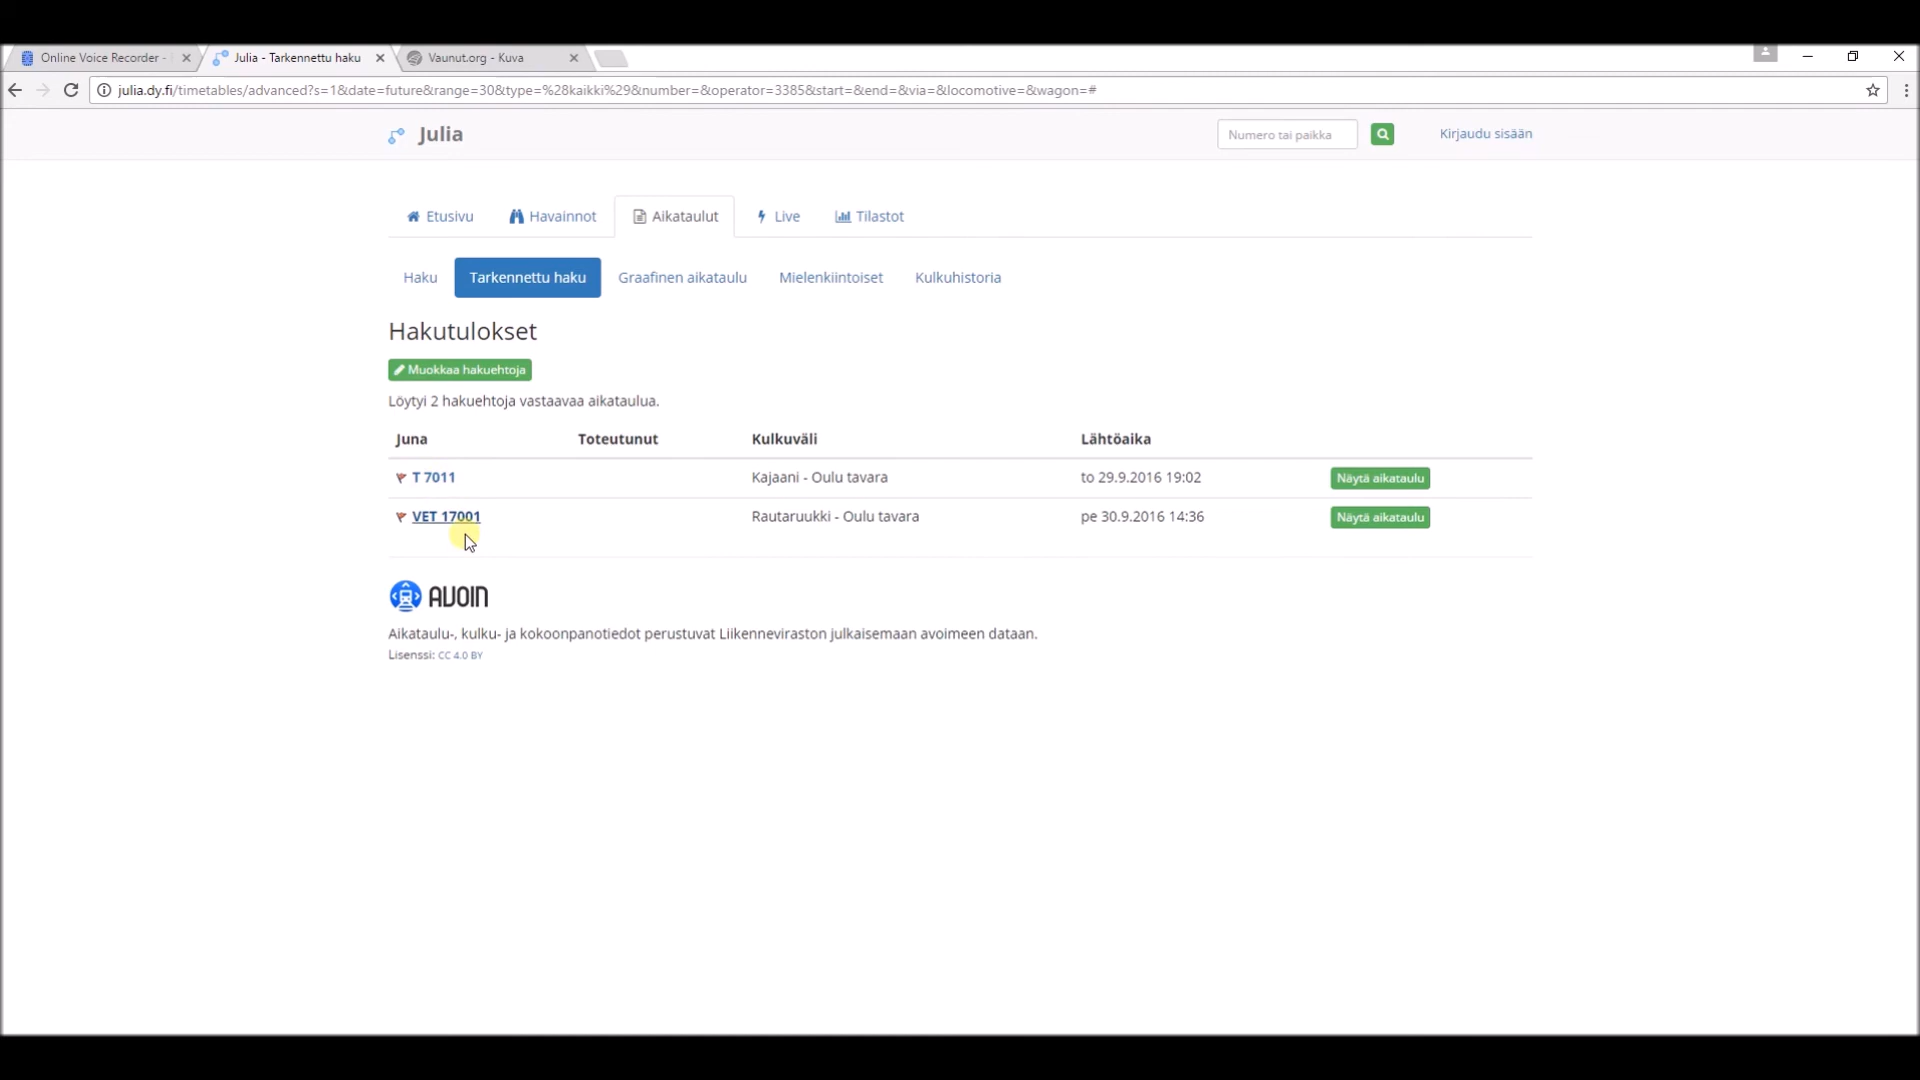 Online Voice Recorder -
Julia - Tarkennettu haku
Vaunut.org - Kuva
julia.dy.fi/timetables/advanced?s=1&date=future&range=30&type=%28kaikki%29&number=&operator=3385&start=&end=&via=&locomotive=&wagon=#
Julia
Numero tai paikka
Kirjaudu sisään
Etusivu Havainnot Aikataulut Live Tilastot
Haku Tarkennettu haku Graafinen aikataulu Mielenkiintoiset Kulkuhistoria
Hakutulokset
Muokkaa hakuehtoja
Löytyi 2 hakuehtoja vastaavaa aikataulua.
Juna Toteutunut Kulkuväli Lähtöaika
T 7011 Kajaani - Oulu tavara to 29.9.2016 19:02 Näytä aikataulu
VET 17001 Rautaruukki - Oulu tavara pe 30.9.2016 14:36 Näytä aikataulu
AVOIN
Aikataulu-, kulku- ja kokoonpanotiedot perustuvat Liikenneviraston julkaisemaan avoimeen dataan.
Lisenssi: CC 4.0 BY